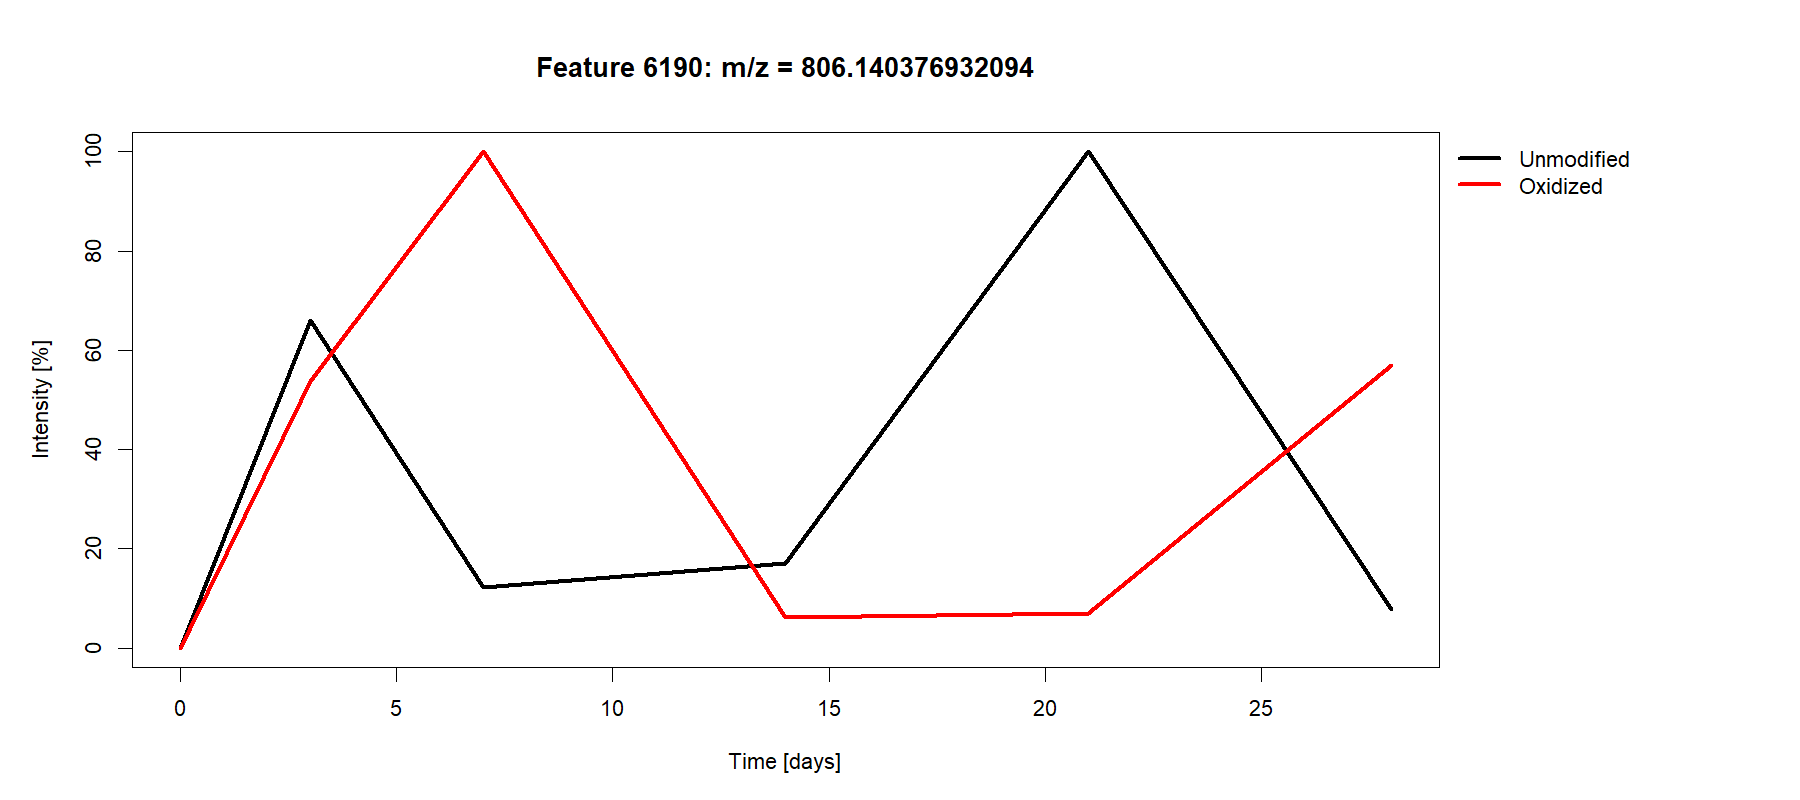 Feature 6190: m/z = 806.140376932094
Unmodified
Oxidized
Intensity [%]
100
80
60
40
20
0
0 5 10 15 20 25
Time [days]